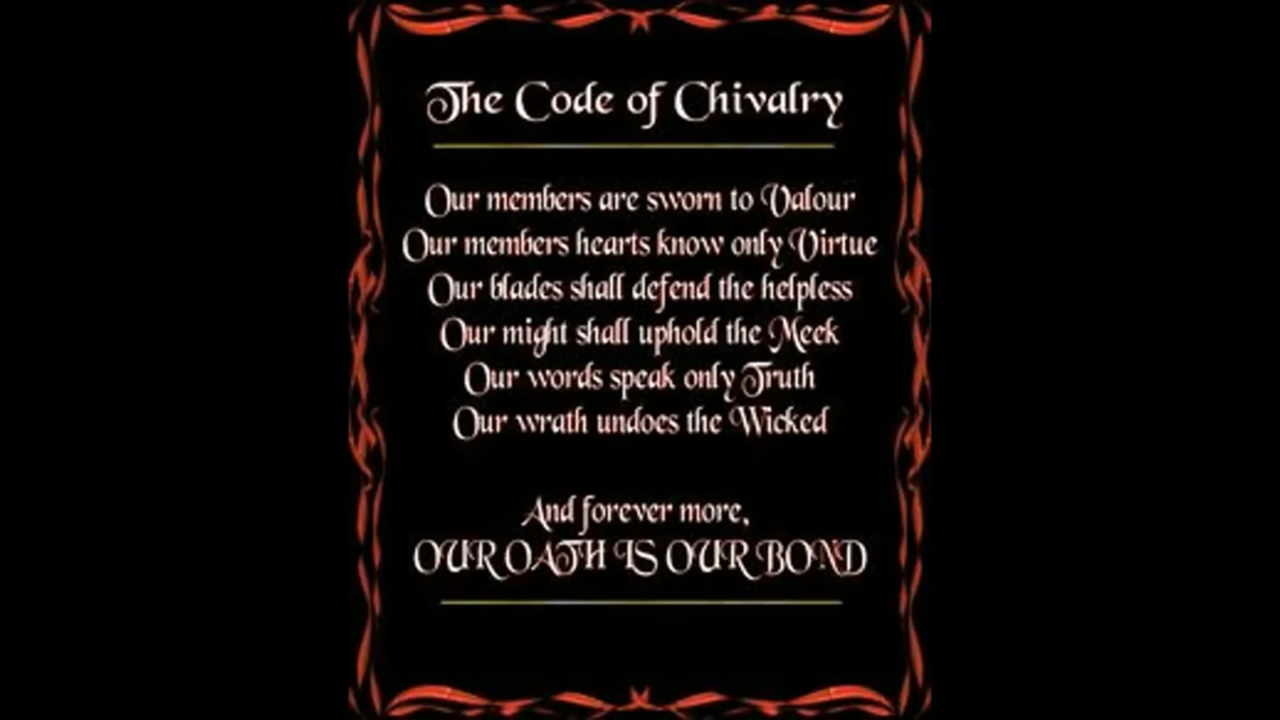 The Code of Chivalry
Our members are sworn to Valour
Our members hearts know only Virtue
Our blades shall defend the helpless
Our might shall uphold the Meek
Our words speak only Truth
Our wrath undoes the Wicked
And forever more,
OUR OATH IS OUR BOND